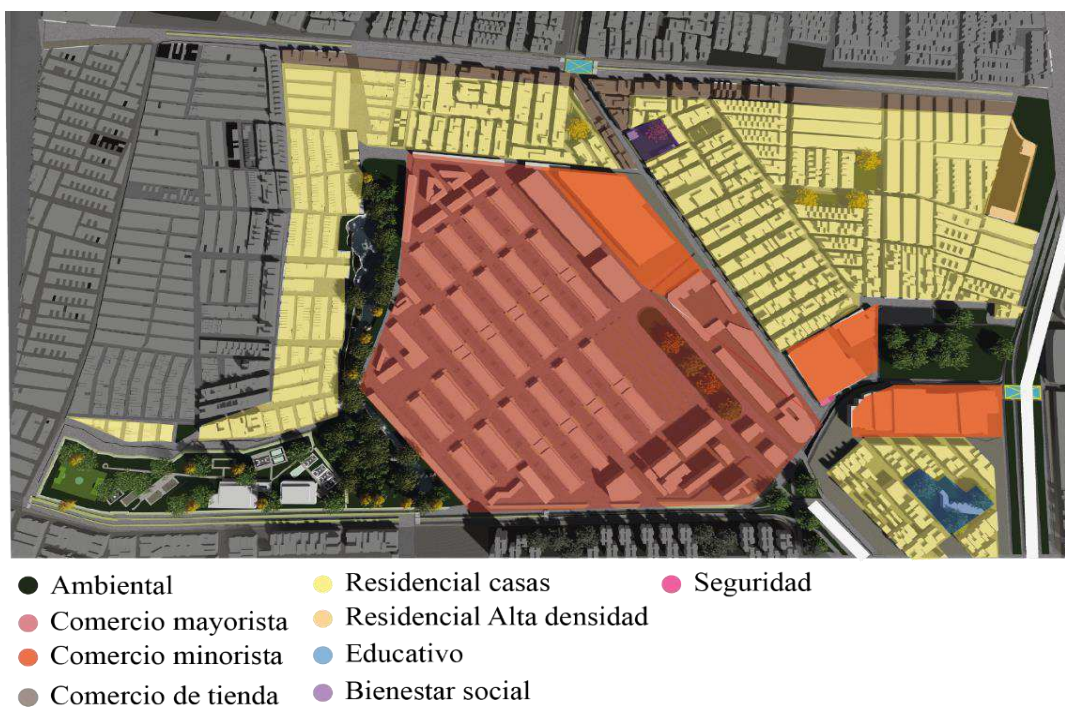 Ambiental
Comercio mayorista
Comercio minorista
Comercio de tienda
Residencial casas
Residencial Alta densidad
Educativo
Bienestar social
Seguridad